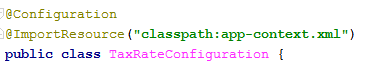 @Configuration
@ImportResource("classpath:app-context.xml")
public class TaxRateConfiguration {